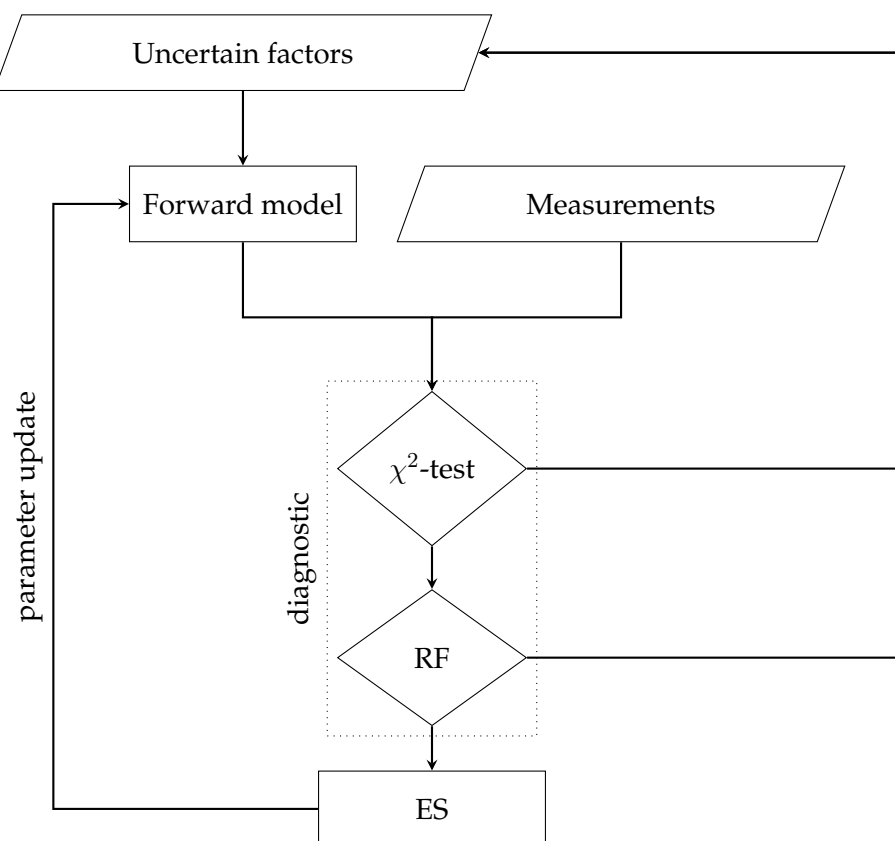 Uncertain factors
Forward model
Measurements
χ²-test
RF
ES
diagnostic
parameter update